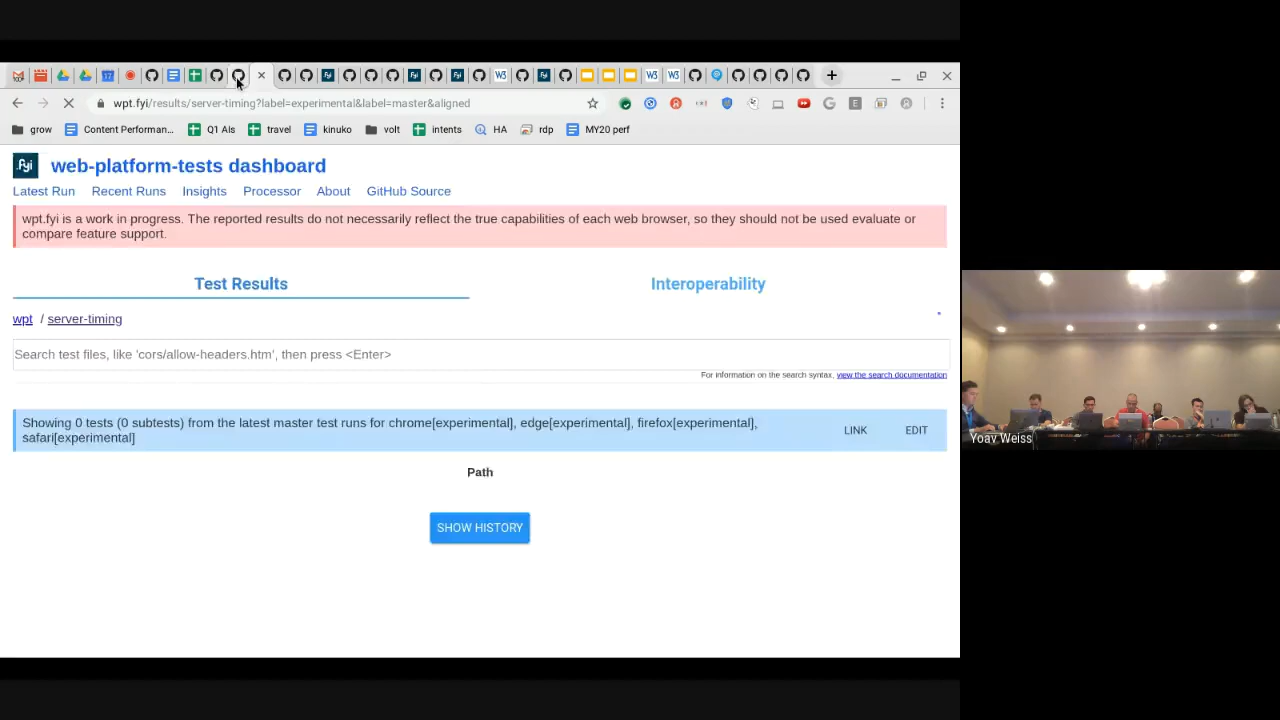 wpt.fyi/results/server-timing?label=experimental&label=master&aligned
grow Content Performan... Q1 AIs travel kinuko volt intents HA rdp MY20 perf
.fyi web-platform-tests dashboard
Latest Run Recent Runs Insights Processor About GitHub Source
wpt.fyi is a work in progress. The reported results do not necessarily reflect the true capabilities of each web browser, so they should not be used evaluate or
compare feature support.
Test Results Interoperability
wpt / server-timing
Search test files, like 'cors/allow-headers.htm', then press <Enter>
For information on the search syntax, view the search documentation
Showing 0 tests (0 subtests) from the latest master test runs for chrome[experimental], edge[experimental], firefox[experimental],
safari[experimental]
LINK EDIT
Path
SHOW HISTORY
Yoav Weiss